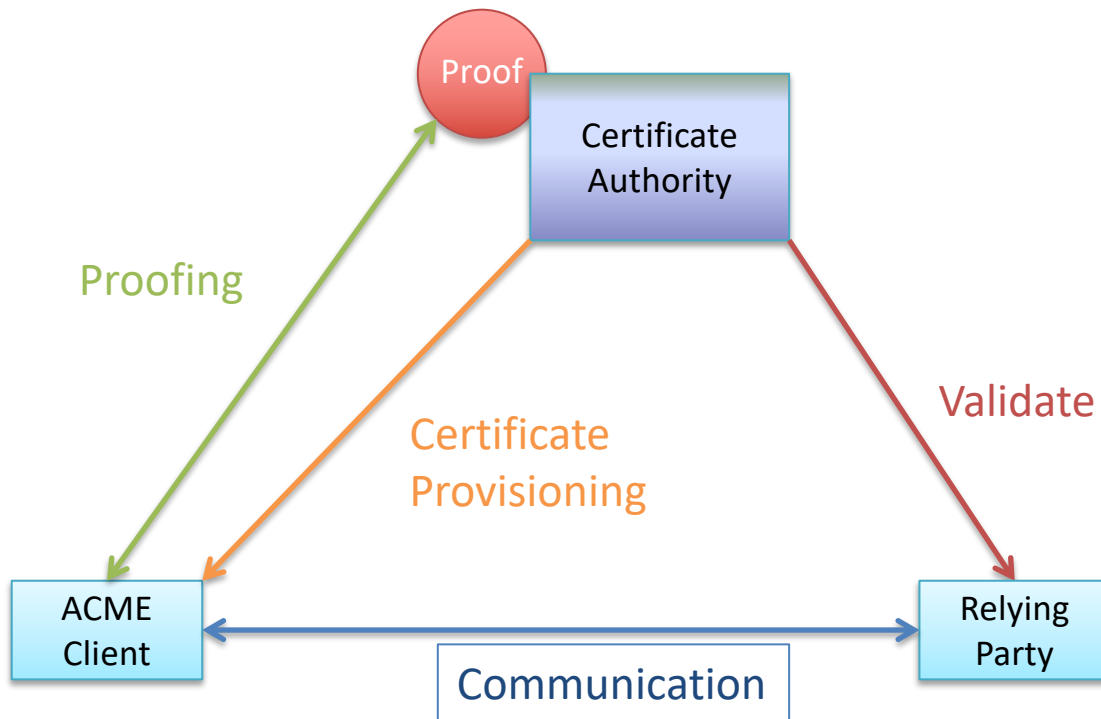 Proof
Certificate
Authority
Proofing
Validate
Certificate
Provisioning
ACME
Client
Relying
Party
Communication